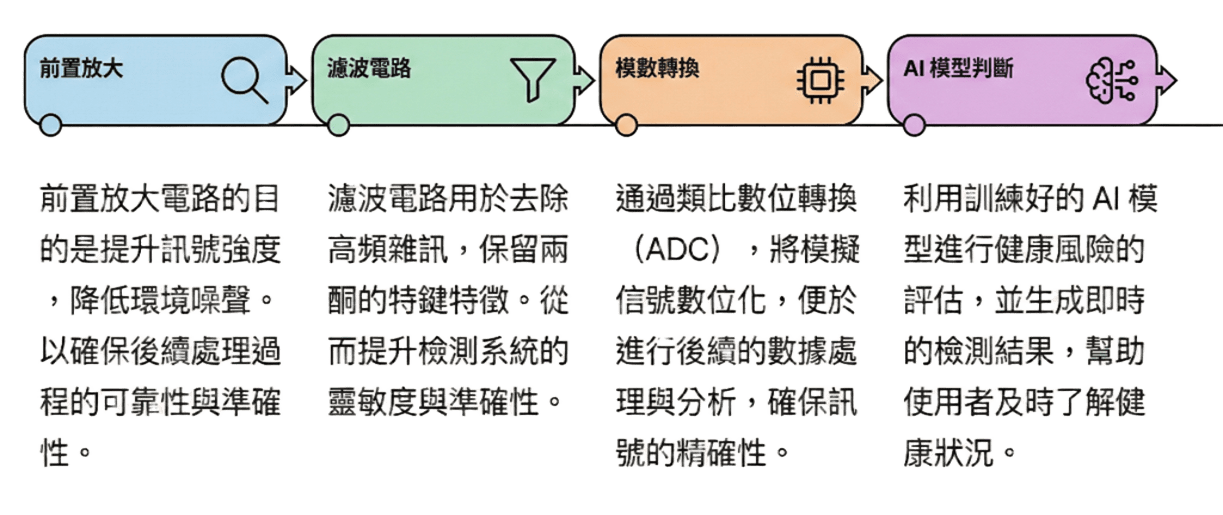 前置放大
濾波電路
模數轉換
AI 模型判斷
前置放大電路的目
的是提升訊號強度
，降低環境噪聲。
以確保後續處理過
程的可靠性與準確
性。
濾波電路用於去除
高頻雜訊，保留兩
酮的特鍵特徵。從
而提升檢測系統的
靈敏度與準確性。
通過類比數位轉換
（ADC），將模擬
信號數位化，便於
進行後續的數據處
理與分析，確保訊
號的精確性。
利用訓練好的 AI 模
型進行健康風險的
評估，並生成即時
的檢測結果，幫助
使用者及時了解健
康狀況。